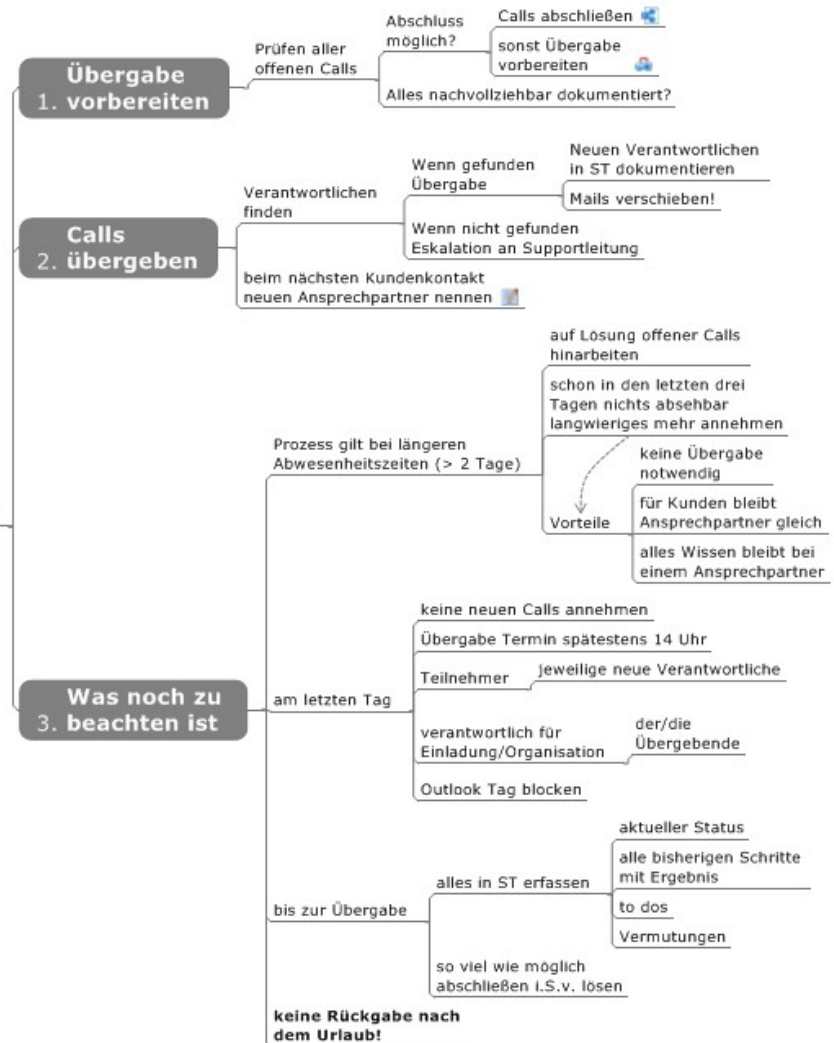 Übergabe
1. vorbereiten
Prüfen aller
offenen Calls
Abschluss
möglich?
Calls abschließen
sonst Übergabe
vorbereiten
Alles nachvollziehbar dokumentiert?
Calls
2. übergeben
Verantwortlichen
finden
Wenn gefunden
Übergabe
Neuen Verantwortlichen
in ST dokumentieren
Mails verschieben!
Wenn nicht gefunden
Eskalation an Supportleitung
beim nächsten Kundenkontakt
neuen Ansprechpartner nennen
Was noch zu
3. beachten ist
Prozess gilt bei längeren
Abwesenheitszeiten (> 2 Tage)
auf Lösung offener Calls
hinarbeiten
schon in den letzten drei
Tagen nichts absehbar
langwieriges mehr annehmen
Vorteile
keine Übergabe
notwendig
für Kunden bleibt
Ansprechpartner gleich
alles Wissen bleibt bei
einem Ansprechpartner
am letzten Tag
keine neuen Calls annehmen
Übergabe Termin spätestens 14 Uhr
Teilnehmer
jeweilige neue Verantwortliche
verantwortlich für
Einladung/Organisation
der/die
Übergebende
Outlook Tag blocken
bis zur Übergabe
alles in ST erfassen
aktueller Status
alle bisherigen Schritte
mit Ergebnis
to dos
Vermutungen
so viel wie möglich
abschließen i.S.v. lösen
keine Rückgabe nach
dem Urlaub!